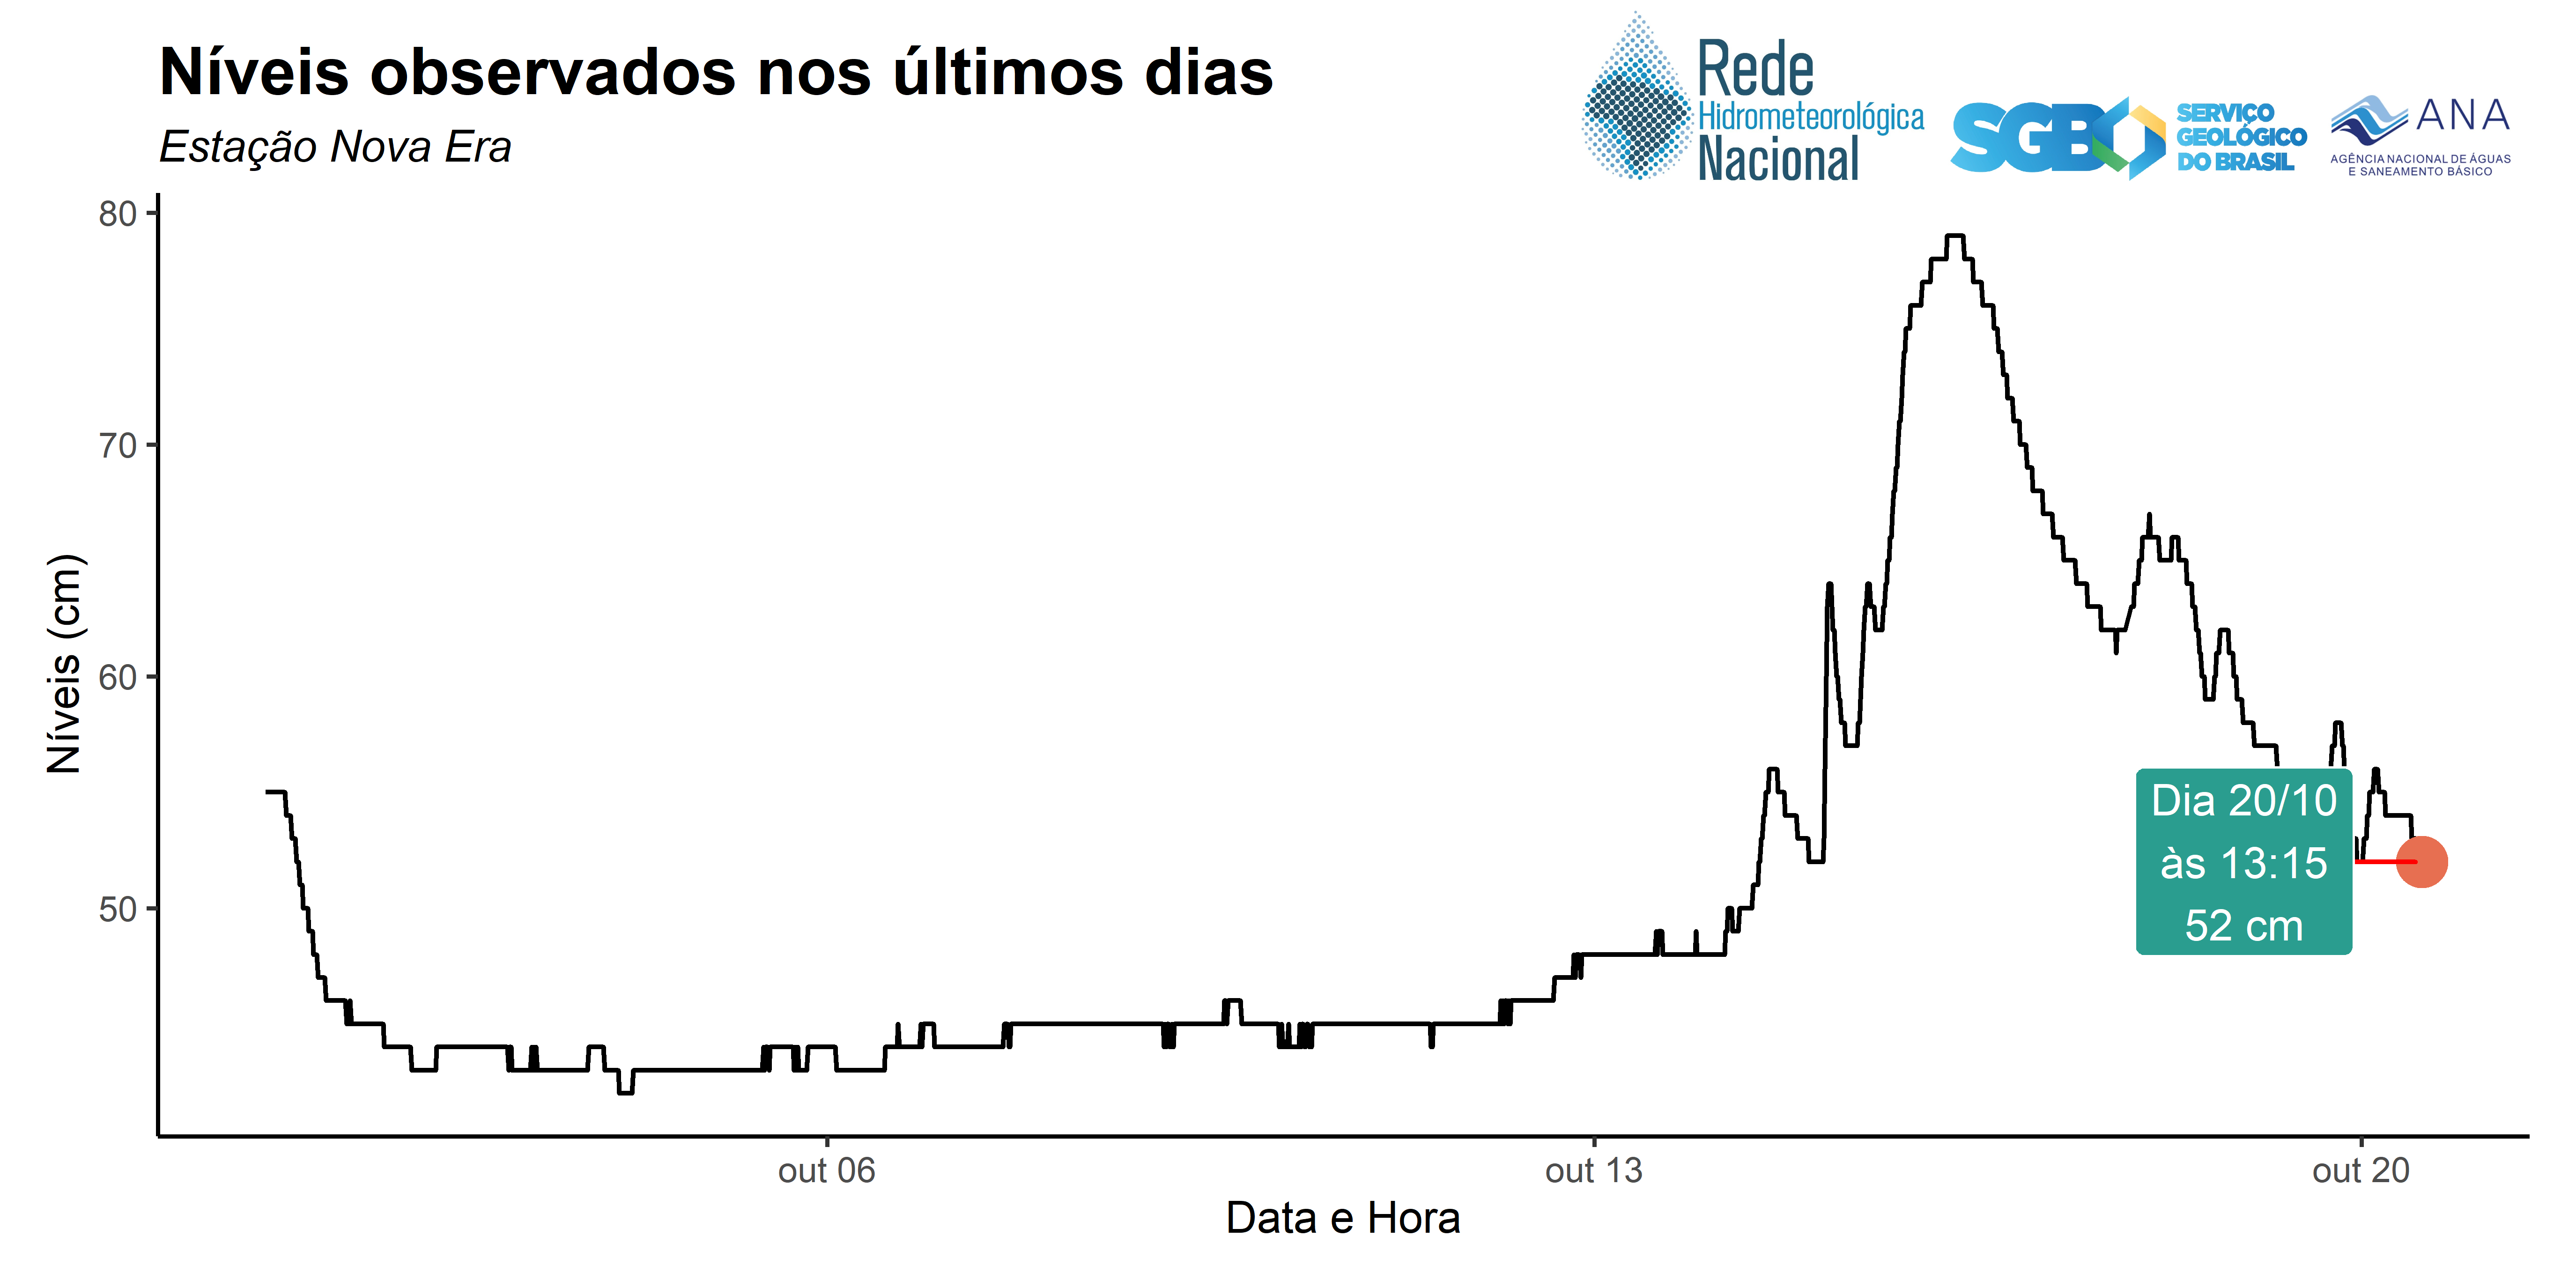 Níveis observados nos últimos dias
Estação Nova Era
Rede
Hidrometeorológica
Nacional
SGB
SERVIÇO
GEOLÓGICO
DO BRASIL
ANA
AGÊNCIA NACIONAL DE ÁGUAS
E SANEAMENTO BÁSICO
80
70
60
50
Níveis (cm)
Dia 20/10
às 13:15
52 cm
out 06
out 13
out 20
Data e Hora